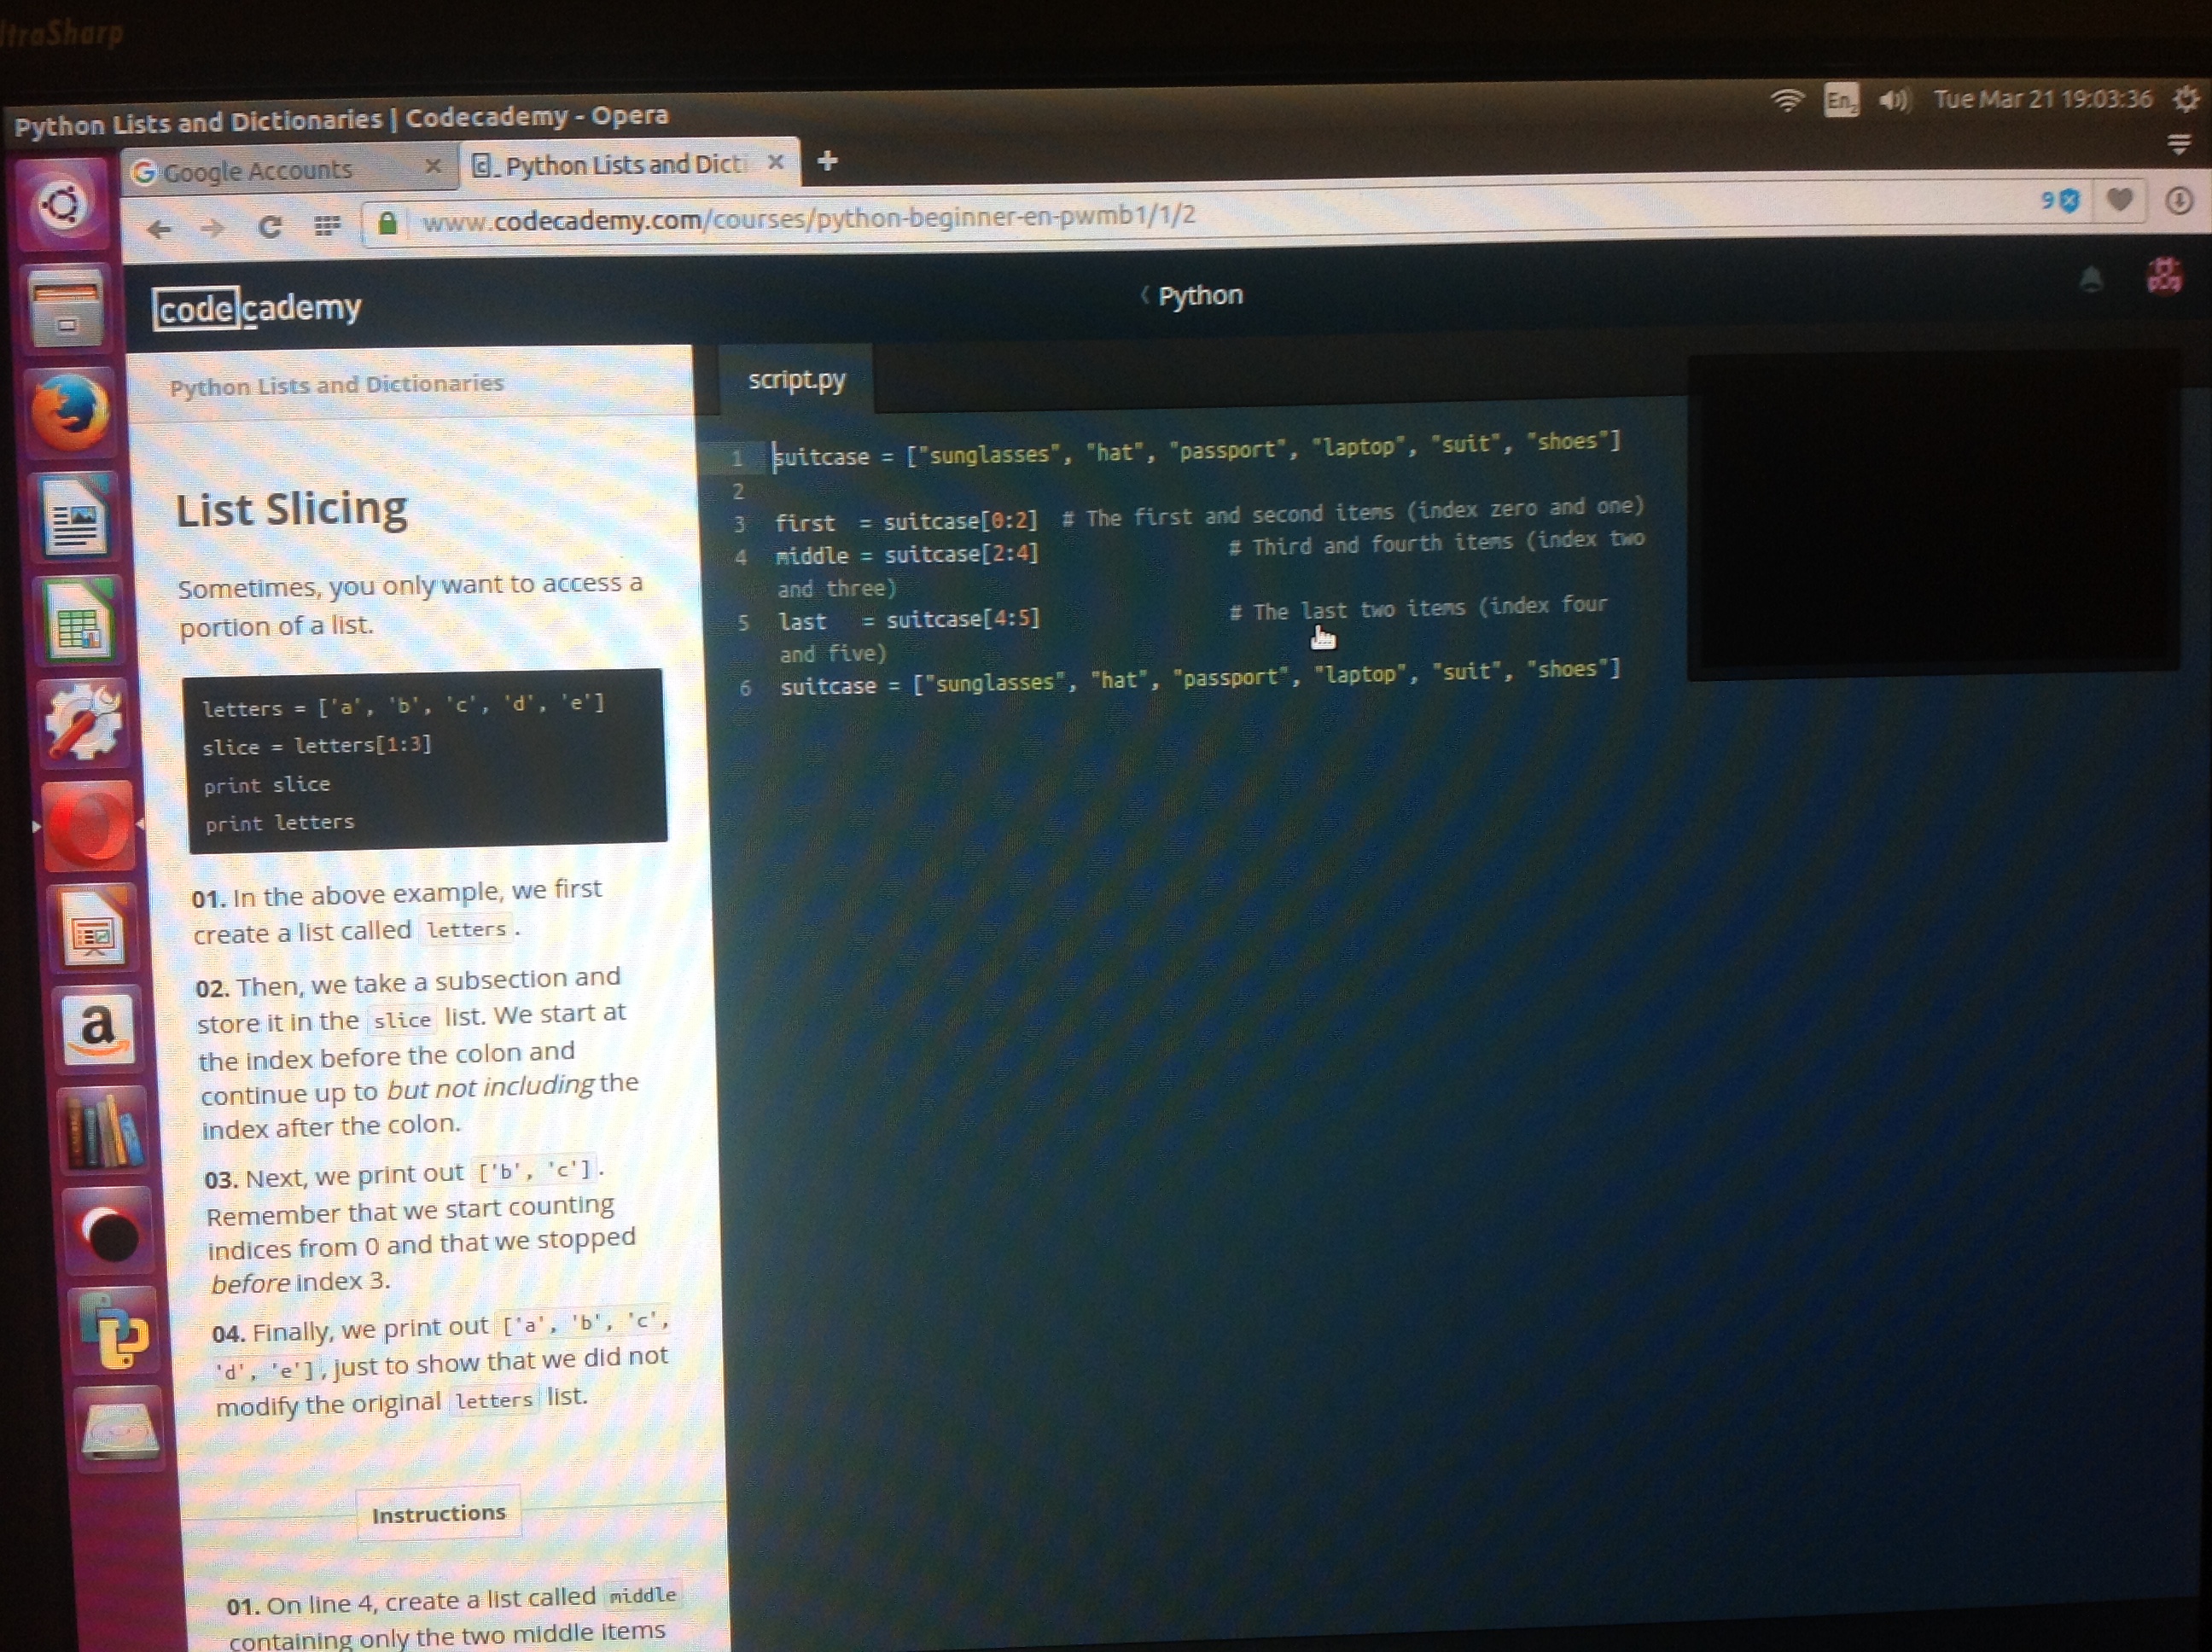 UltraSharp
Python Lists and Dictionaries | Codecademy - Opera
En2
Tue Mar 21 19:03:36
Google Accounts
Python Lists and Dicti
www.codecademy.com/courses/python-beginner-en-pwmb1/1/2
9
codecademy
Python
Python Lists and Dictionaries
List Slicing
Sometimes, you only want to access a
portion of a list.
letters = ['a', 'b', 'c', 'd', 'e']
slice = letters[1:3]
print slice
print letters
01. In the above example, we first
create a list called letters .
02. Then, we take a subsection and
store it in the slice list. We start at
the index before the colon and
continue up to but not including the
index after the colon.
03. Next, we print out ['b', 'c'] .
Remember that we start counting
indices from 0 and that we stopped
before index 3.
04. Finally, we print out ['a', 'b', 'c',
'd', 'e'] , just to show that we did not
modify the original letters list.
Instructions
01. On line 4, create a list called middle
containing only the two middle items
script.py
1 suitcase = ["sunglasses", "hat", "passport", "laptop", "suit", "shoes"]
2
3 first  = suitcase[0:2]  # The first and second items (index zero and one)
4 middle = suitcase[2:4]                # Third and fourth items (index two
and three)
5 last   = suitcase[4:5]                # The last two items (index four
and five)
6 suitcase = ["sunglasses", "hat", "passport", "laptop", "suit", "shoes"]
a